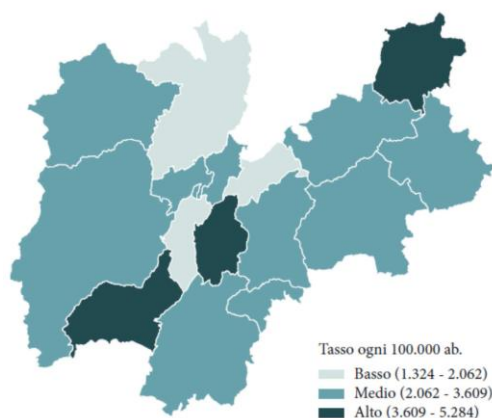 Tasso ogni 100.000 ab.
Basso (1.324 - 2.062)
Medio (2.062 - 3.609)
Alto (3.609 - 5.284)